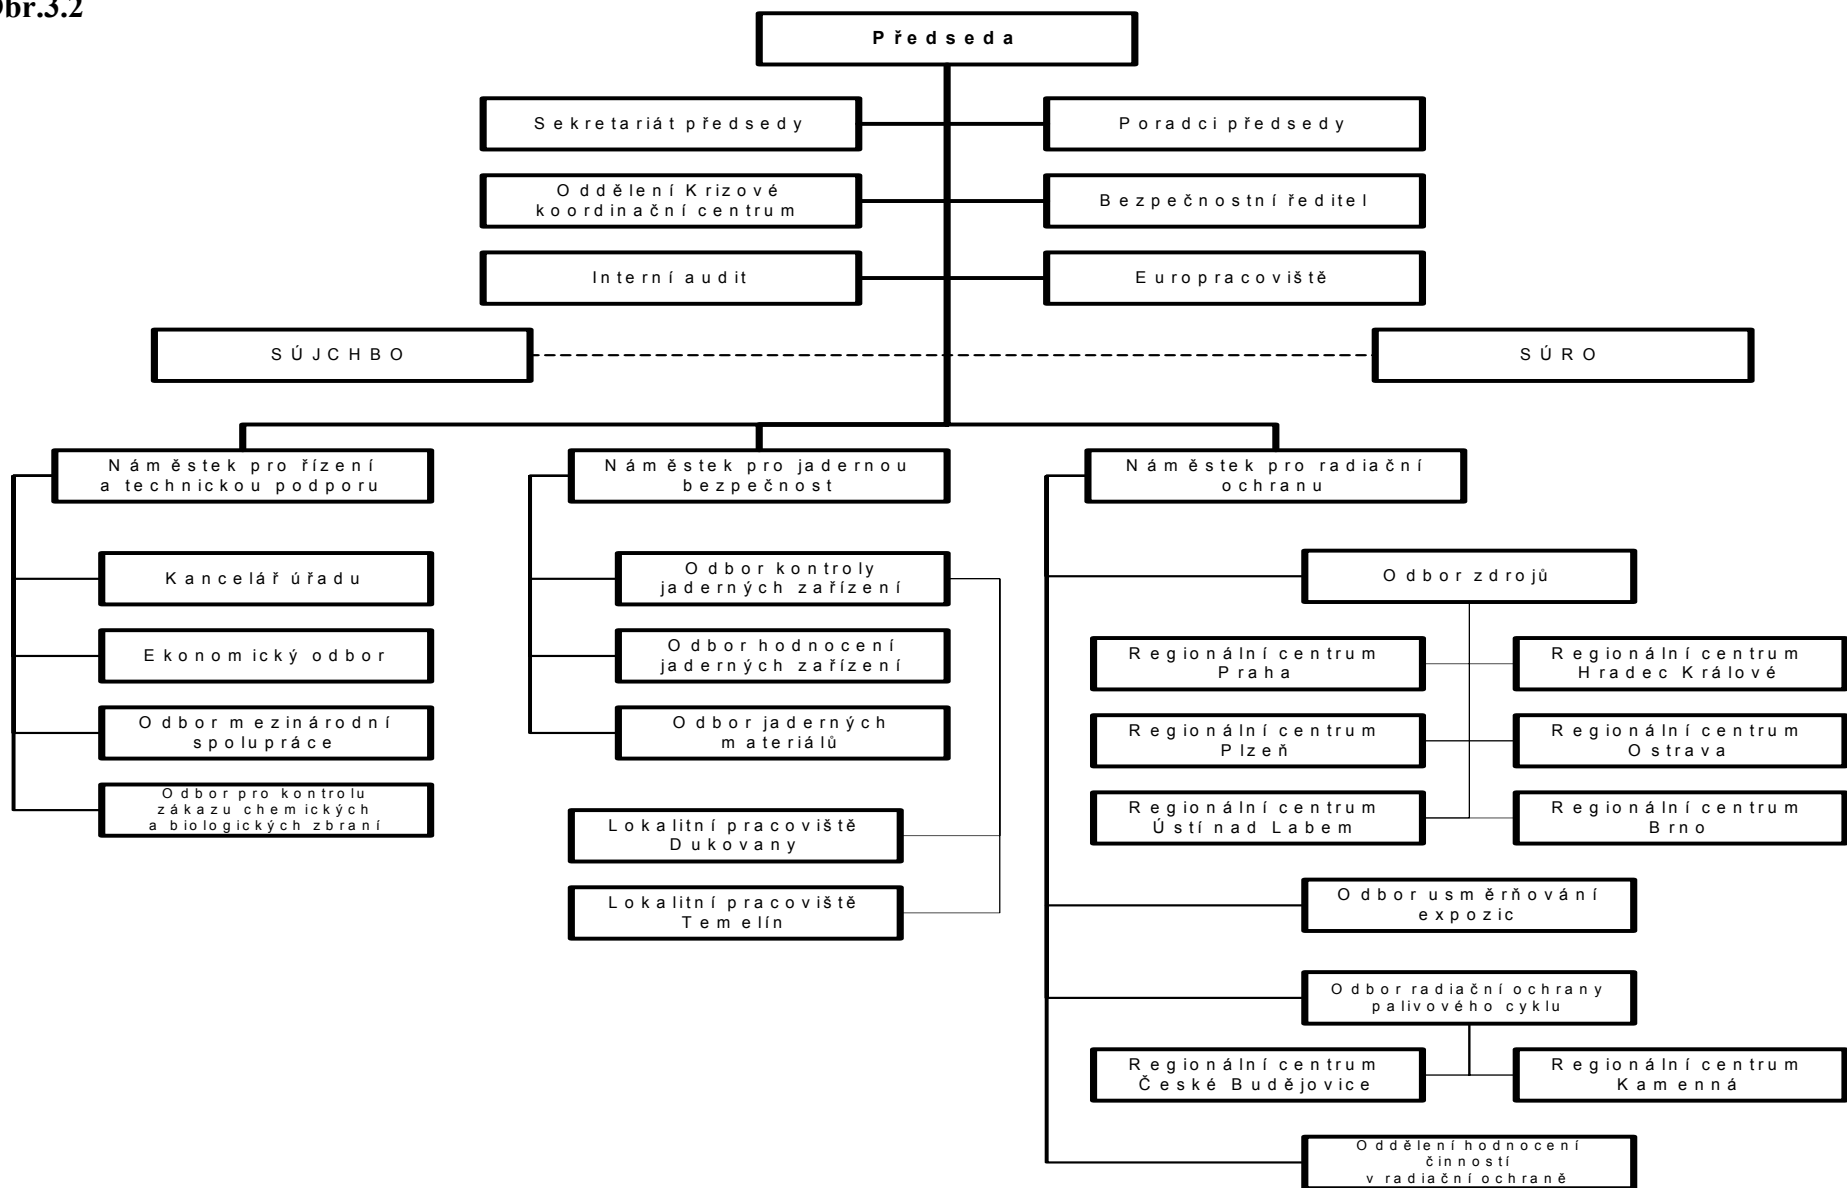 Obr.3.2
Předseda
Sekretariát předsedy
Poradci předsedy
Oddělení Krizové
koordinační centrum
Bezpečnostní ředitel
Interní audit
Europracoviště
SÚJCHBO
SÚRO
Náměstek pro řízení
a technickou podporu
Náměstek pro jadernou
bezpečnost
Náměstek pro radiační
ochranu
Kancelář úřadu
Ekonomický odbor
Odbor mezinárodní
spolupráce
Odbor pro kontrolu
zákazu chemických
a biologických zbraní
Odbor kontroly
jaderných zařízení
Odbor hodnocení
jaderných zařízení
Odbor jaderných
materiálů
Lokalitní pracoviště
Dukovany
Lokalitní pracoviště
Temelín
Odbor zdrojů
Regionální centrum
Praha
Regionální centrum
Hradec Králové
Regionální centrum
Plzeň
Regionální centrum
Ostrava
Regionální centrum
Ústí nad Labem
Regionální centrum
Brno
Odbor usměrňování
expozic
Odbor radiační ochrany
palivového cyklu
Regionální centrum
České Budějovice
Regionální centrum
Kamenná
Oddělení hodnocení
činností
v radiační ochraně